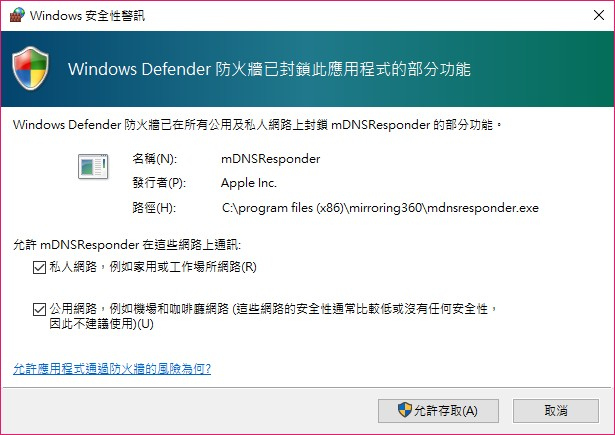 Windows 安全性警訊
Windows Defender 防火牆已封鎖此應用程式的部分功能
Windows Defender 防火牆已在所有公用及私人網路上封鎖 mDNSResponder 的部分功能。
名稱(N): mDNSResponder
發行者(P): Apple Inc.
路徑(H): C:\program files (x86)\mirroring360\mdnsresponder.exe
允許 mDNSResponder 在這些網路上通訊:
私人網路，例如家用或工作場所網路(R)
公用網路，例如機場和咖啡廳網路 (這些網路的安全性通常比較低或沒有任何安全性，
因此不建議使用)(U)
允許應用程式通過防火牆的風險為何?
允許存取(A) 取消